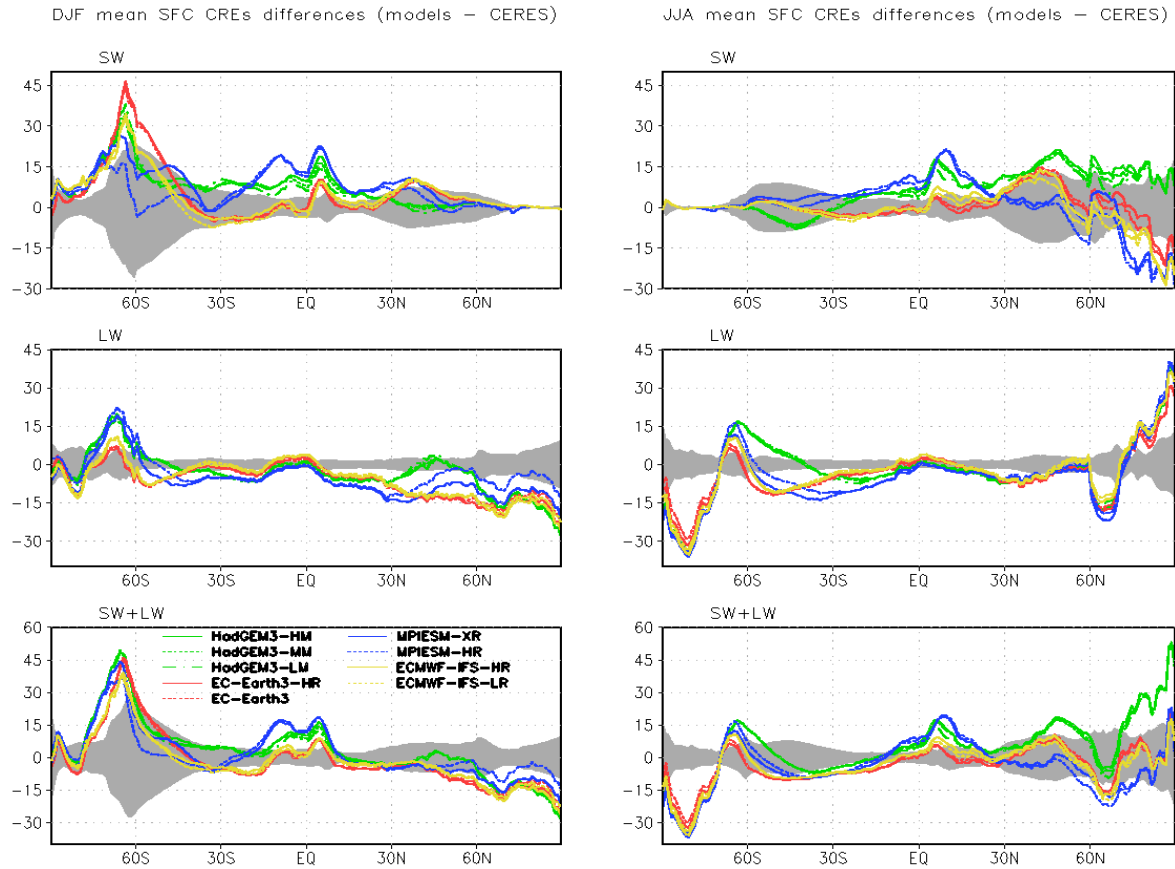 DJF mean SFC CREs differences (models − CERES)
SW
45
30
15
0
−15
−30
60S 30S EQ 30N 60N
LW
45
30
15
0
−15
−30
60S 30S EQ 30N 60N
SW+LW
60
45
30
15
0
−15
−30
HadGEM3−HM
HadGEM3−MM
HadGEM3−LM
EC−Earth3−HR
EC−Earth3
MPIESM−XR
MPIESM−HR
ECMWF−IFS−HR
ECMWF−IFS−LR
60S 30S EQ 30N 60N
JJA mean SFC CREs differences (models − CERES)
SW
45
30
15
0
−15
−30
60S 30S EQ 30N 60N
LW
45
30
15
0
−15
−30
60S 30S EQ 30N 60N
SW+LW
60
45
30
15
0
−15
−30
60S 30S EQ 30N 60N